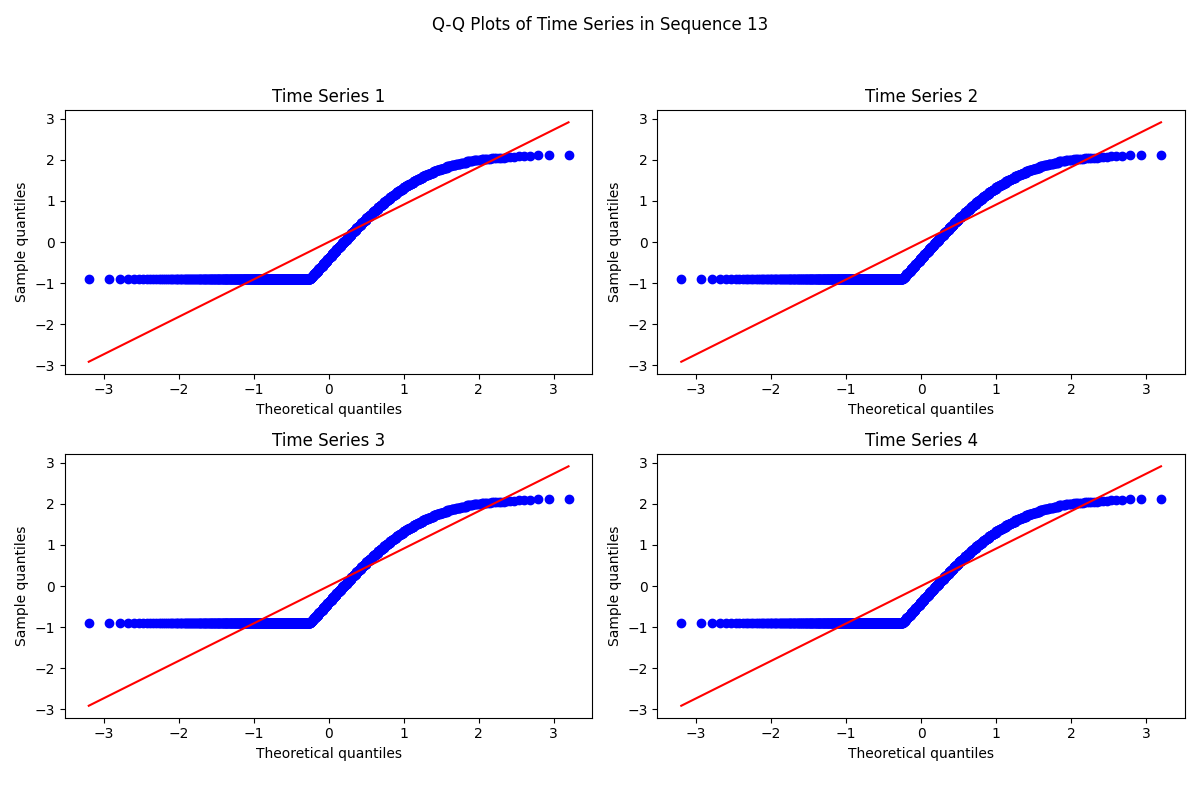 Q-Q Plots of Time Series in Sequence 13
Time Series 1
3
2
1
0
−1
−2
−3
Sample quantiles
−3 −2 −1 0 1 2 3
Theoretical quantiles
Time Series 2
3
2
1
0
−1
−2
−3
Sample quantiles
−3 −2 −1 0 1 2 3
Theoretical quantiles
Time Series 3
3
2
1
0
−1
−2
−3
Sample quantiles
−3 −2 −1 0 1 2 3
Theoretical quantiles
Time Series 4
3
2
1
0
−1
−2
−3
Sample quantiles
−3 −2 −1 0 1 2 3
Theoretical quantiles